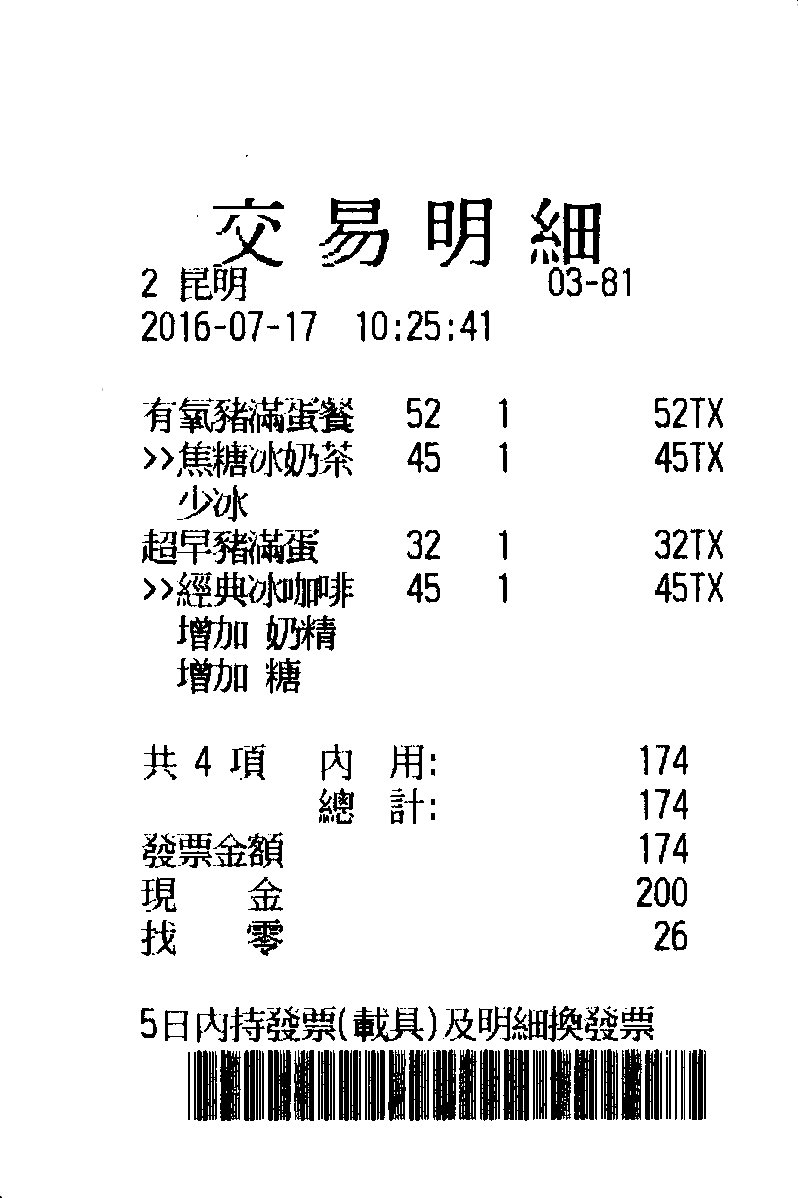 交易明細
2 昆明 03-81
2016-07-17 10:25:41
有氧豬滿蛋餐 52 1 52TX
>>焦糖冰奶茶 45 1 45TX
少冰
超早豬滿蛋 32 1 32TX
>>經典冰咖啡 45 1 45TX
增加 奶精
增加 糖
共 4 項 內 用: 174
總 計: 174
發票金額 174
現 金 200
找 零 26
5日內持發票(載具)及明細換發票